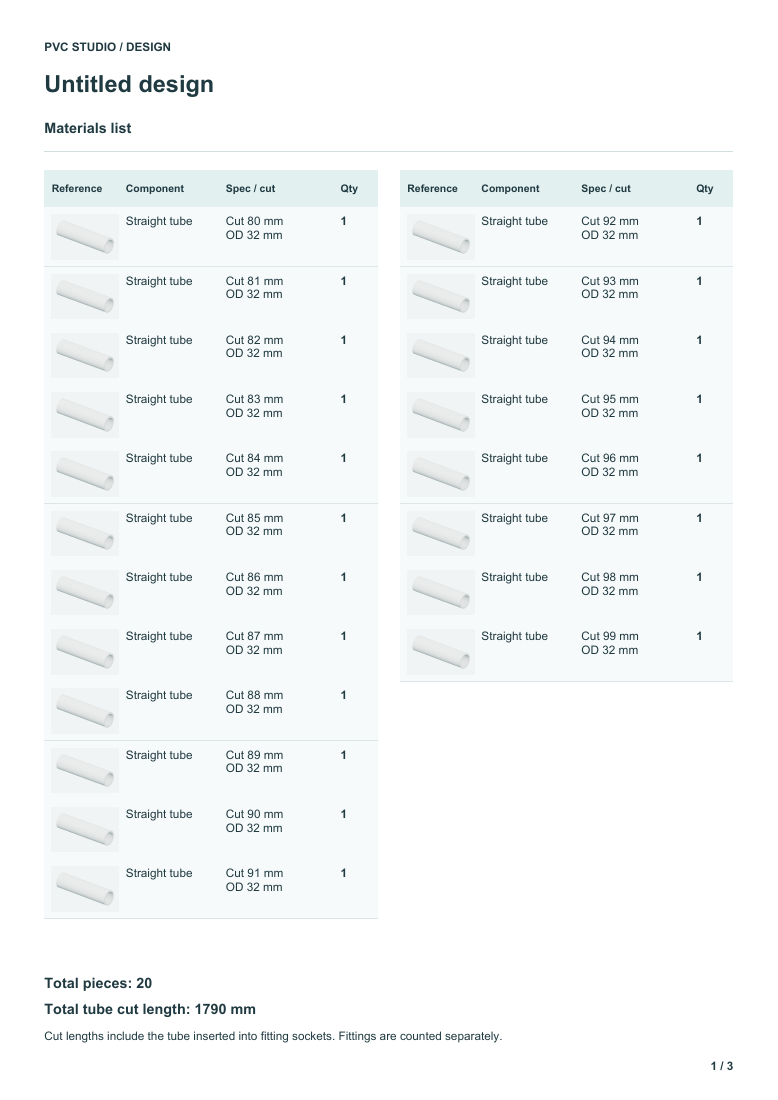 PVC STUDIO / DESIGN
Untitled design
Materials list
Reference Component Spec / cut Qty
Straight tube Cut 80 mm 1
OD 32 mm
Straight tube Cut 81 mm 1
OD 32 mm
Straight tube Cut 82 mm 1
OD 32 mm
Straight tube Cut 83 mm 1
OD 32 mm
Straight tube Cut 84 mm 1
OD 32 mm
Straight tube Cut 85 mm 1
OD 32 mm
Straight tube Cut 86 mm 1
OD 32 mm
Straight tube Cut 87 mm 1
OD 32 mm
Straight tube Cut 88 mm 1
OD 32 mm
Straight tube Cut 89 mm 1
OD 32 mm
Straight tube Cut 90 mm 1
OD 32 mm
Straight tube Cut 91 mm 1
OD 32 mm
Reference Component Spec / cut Qty
Straight tube Cut 92 mm 1
OD 32 mm
Straight tube Cut 93 mm 1
OD 32 mm
Straight tube Cut 94 mm 1
OD 32 mm
Straight tube Cut 95 mm 1
OD 32 mm
Straight tube Cut 96 mm 1
OD 32 mm
Straight tube Cut 97 mm 1
OD 32 mm
Straight tube Cut 98 mm 1
OD 32 mm
Straight tube Cut 99 mm 1
OD 32 mm
Total pieces: 20
Total tube cut length: 1790 mm
Cut lengths include the tube inserted into fitting sockets. Fittings are counted separately.
1 / 3